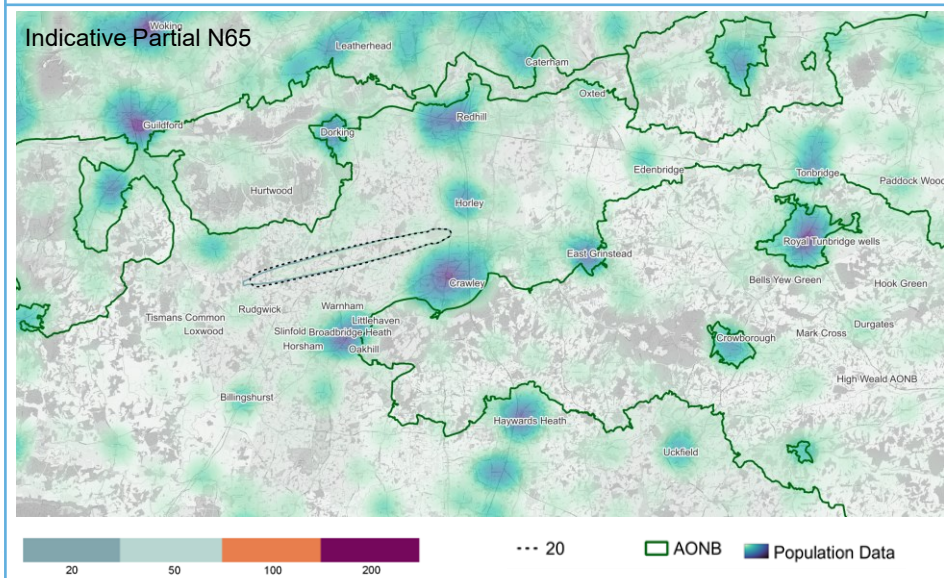 Woking
Indicative Partial N65
Leatherhead
Caterham
Oxted
Guildford
Redhill
Dorking
Edenbridge
Tonbridge
Paddock Wood
Hurtwood
Horley
Royal Tunbridge wells
East Grinstead
Bells Yew Green
Crawley
Hook Green
Rudgwick
Warnham
Tismans Common
Littlehaven
Durgates
Loxwood
Slinfold
Broadbridge Heath
Mark Cross
Crowborough
Horsham
Oakhill
High Weald AONB
Billingshurst
Haywards Heath
Uckfield
20 50 100 200
20
AONB
Population Data